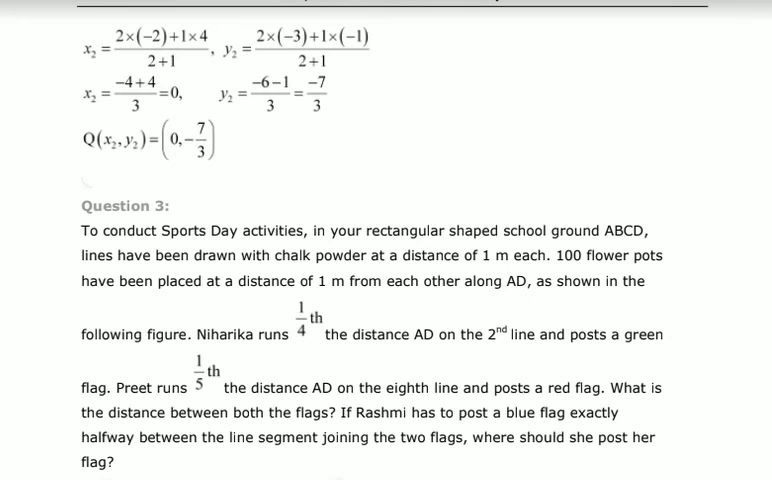 x₂ = (2×(−2)+1×4)/(2+1), y₂ = (2×(−3)+1×(−1))/(2+1)
x₂ = (−4+4)/3 =0, y₂ = (−6−1)/3 = (−7)/3
Q(x₂, y₂) = (0, −7/3)
Question 3:
To conduct Sports Day activities, in your rectangular shaped school ground ABCD,
lines have been drawn with chalk powder at a distance of 1 m each. 100 flower pots
have been placed at a distance of 1 m from each other along AD, as shown in the
following figure. Niharika runs 1/4 th the distance AD on the 2nd line and posts a green
flag. Preet runs 1/5 th the distance AD on the eighth line and posts a red flag. What is
the distance between both the flags? If Rashmi has to post a blue flag exactly
halfway between the line segment joining the two flags, where should she post her
flag?